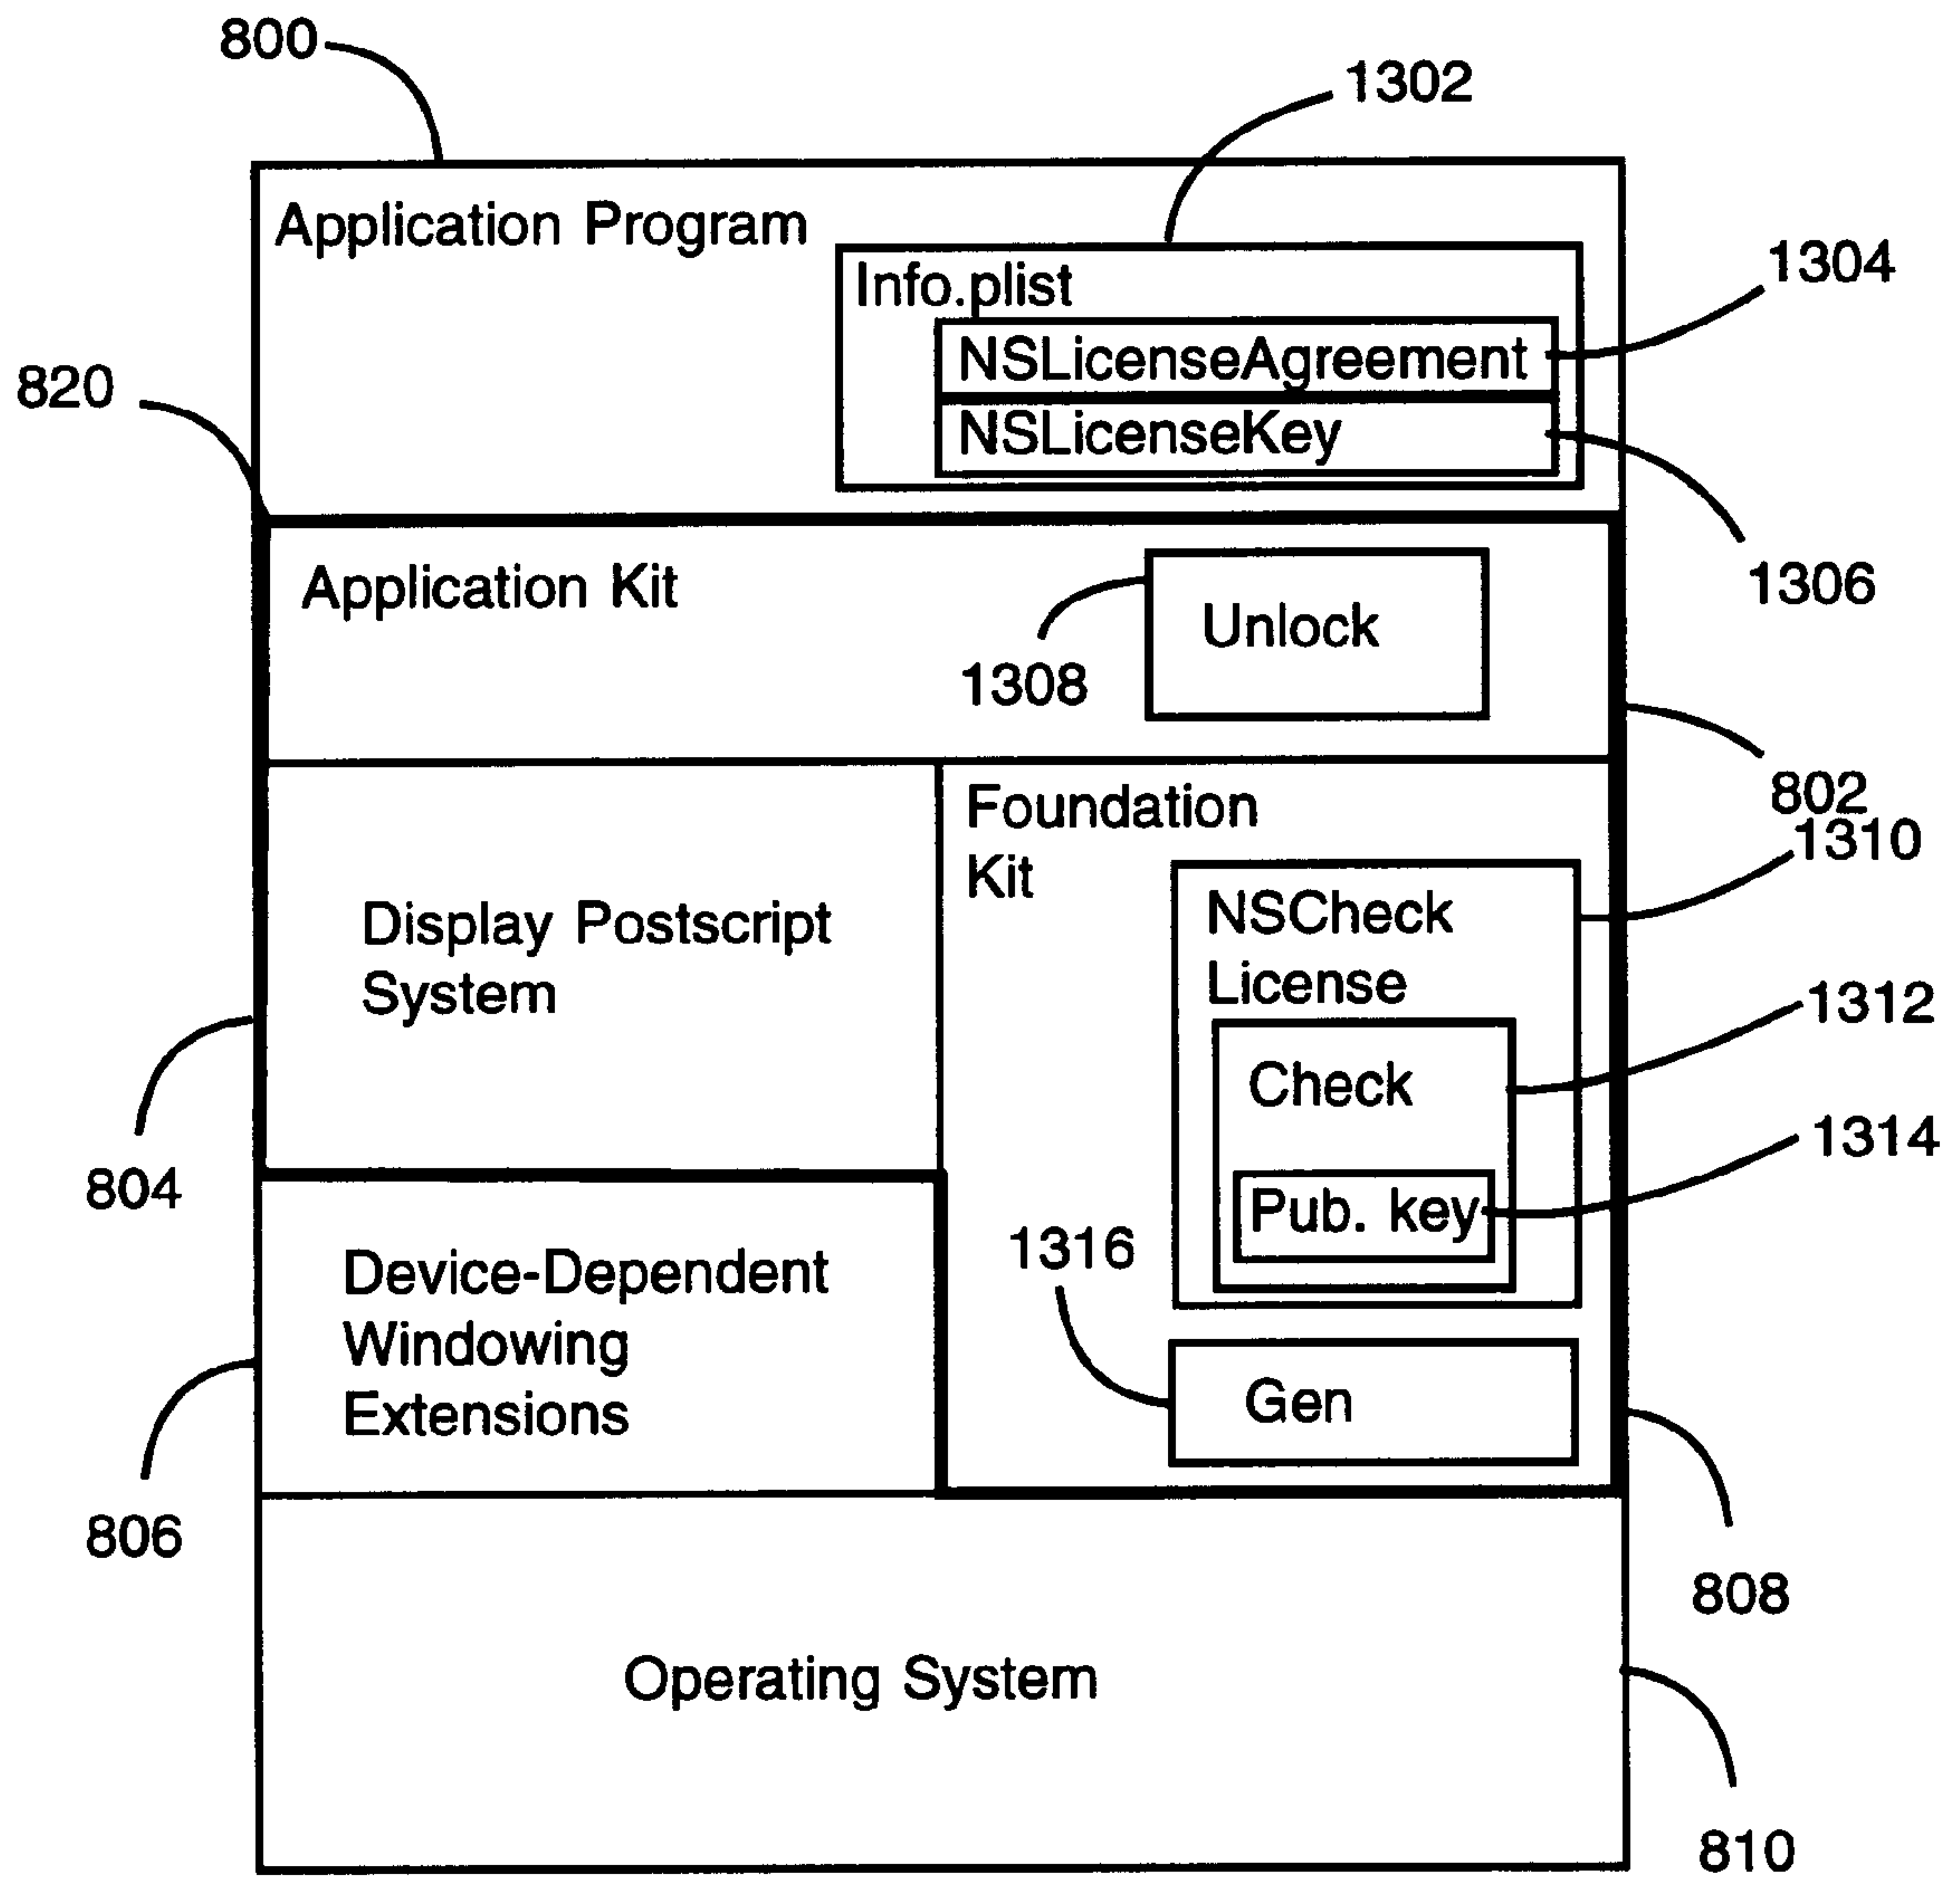 800
1302
Application Program
Info.plist
1304
NSLicenseAgreement
820
NSLicenseKey
1306
Application Kit
Unlock
1308
802
Foundation
Kit
1310
Display Postscript
System
NSCheck
License
1312
Check
1314
804
Pub. key
1316
Device-Dependent
Windowing
Extensions
Gen
806
808
Operating System
810